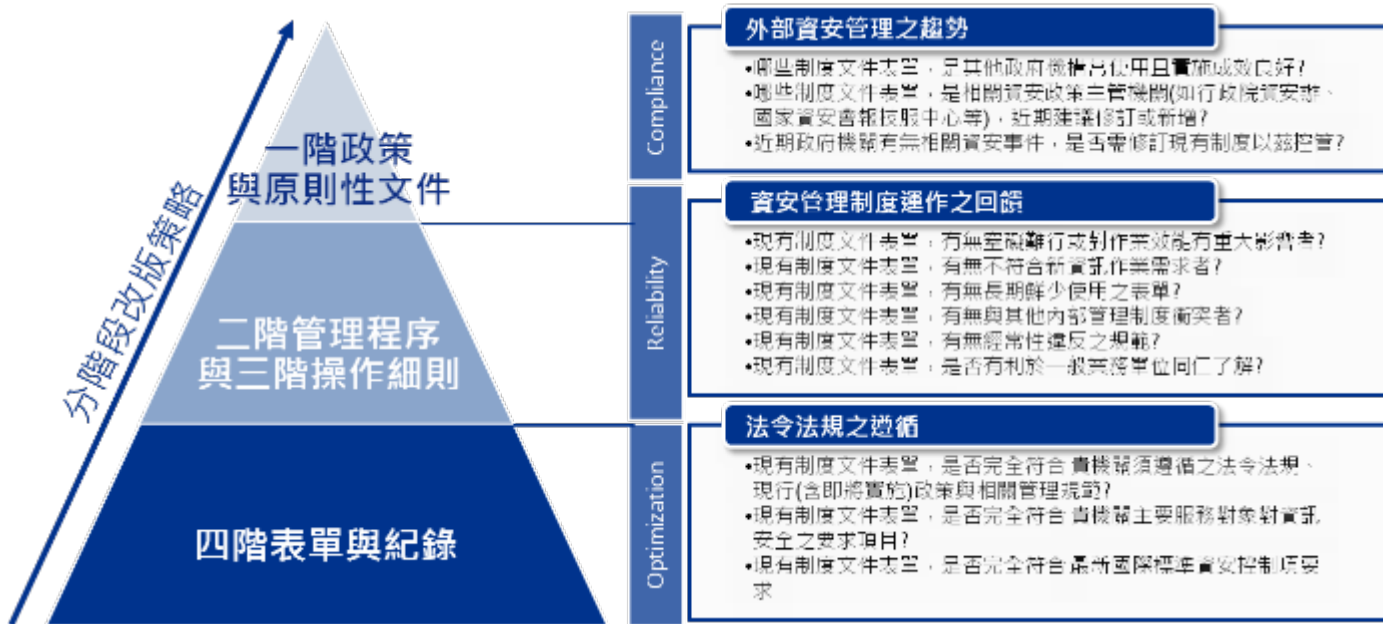 分階段改版策略
一階政策
與原則性文件
二階管理程序
與三階操作細則
四階表單與紀錄
Compliance
外部資安管理之趨勢
•哪些制度文件表單，是其他政府機構常使用且實施成效良好?
•哪些制度文件表單，是相關資安政策主管機關(如行政院資安辦、
國家資安會報技服中心等)，近期建議修訂或新增?
•近期政府機關有無相關資安事件，是否需修訂現有制度以茲控管?
Reliability
資安管理制度運作之回饋
•現有制度文件表單，有無窒礙難行或對作業效能有重大影響者?
•現有制度文件表單，有無不符合新資訊作業需求者?
•現有制度文件表單，有無長期鮮少使用之表單?
•現有制度文件表單，有無與其他內部管理制度衝突者?
•現有制度文件表單，有無經常性違反之規範?
•現有制度文件表單，是否有利於一般業務單位同仁了解?
Optimization
法令法規之遵循
•現有制度文件表單，是否完全符合 貴機關須遵循之法令法規、
現行(含即將實施)政策與相關管理規範?
•現有制度文件表單，是否完全符合 貴機關主要服務對象對資訊
安全之要求項目?
•現有制度文件表單，是否完全符合 最新國際標準資安控制項要
求